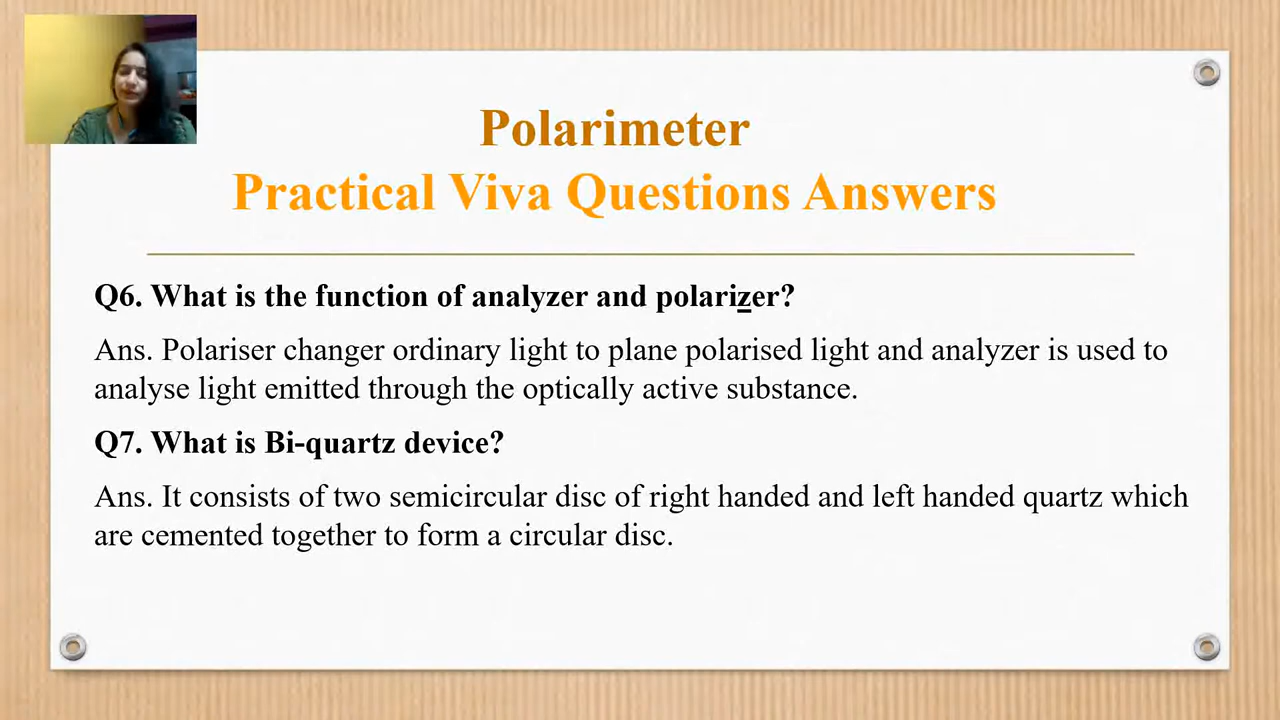 Polarimeter
Practical Viva Questions Answers
Q6. What is the function of analyzer and polarizer?
Ans. Polariser changer ordinary light to plane polarised light and analyzer is used to
analyse light emitted through the optically active substance.
Q7. What is Bi-quartz device?
Ans. It consists of two semicircular disc of right handed and left handed quartz which
are cemented together to form a circular disc.